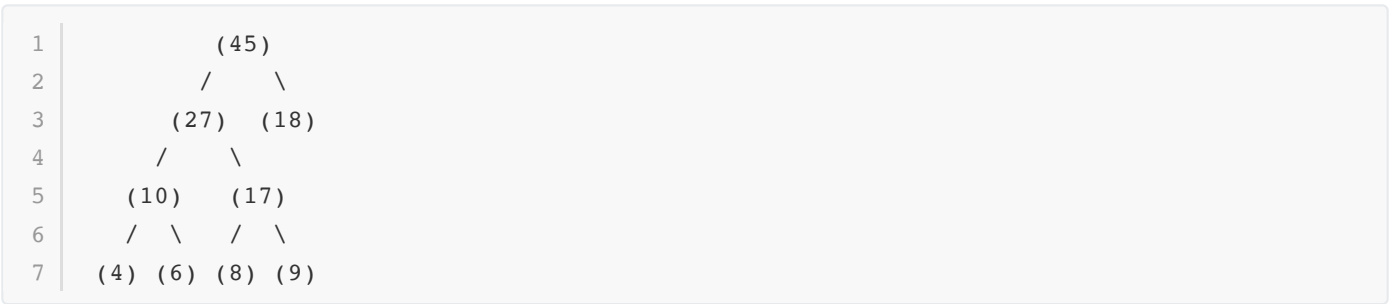 1 (45)
2 / \
3 (27) (18)
4 / \
5 (10) (17)
6 / \ / \
7 (4) (6) (8) (9)